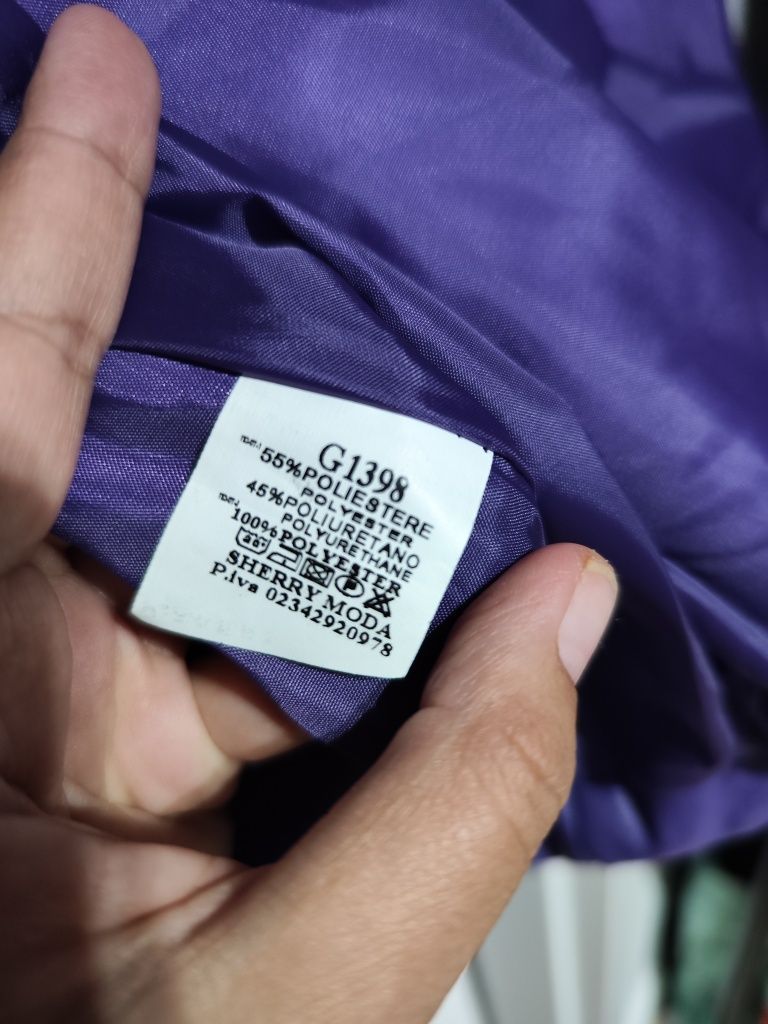 G1398
55%POLIESTERE
POLYESTER
45%POLIURETANO
POLYURETHANE
100%POLYESTER
SHERRY MODA
P.Iva 02342920978